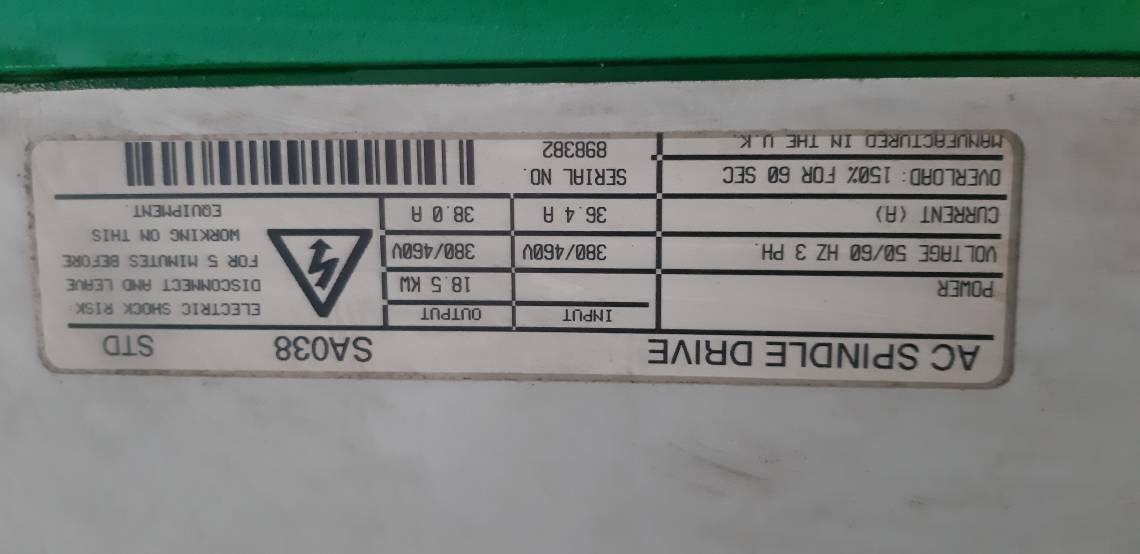 AC SPINDLE DRIVE SA038 STD
INPUT OUTPUT
POWER 18.5 KW
VOLTAGE 50/60 HZ 3 PH. 380/460V 380/460V
CURRENT (A) 36.4 A 38.0 A
OVERLOAD: 150% FOR 60 SEC
MANUFACTURED IN THE U.K.
SERIAL NO.
898382
ELECTRIC SHOCK RISK:
DISCONNECT AND LEAVE
FOR 5 MINUTES BEFORE
WORKING ON THIS
EQUIPMENT.